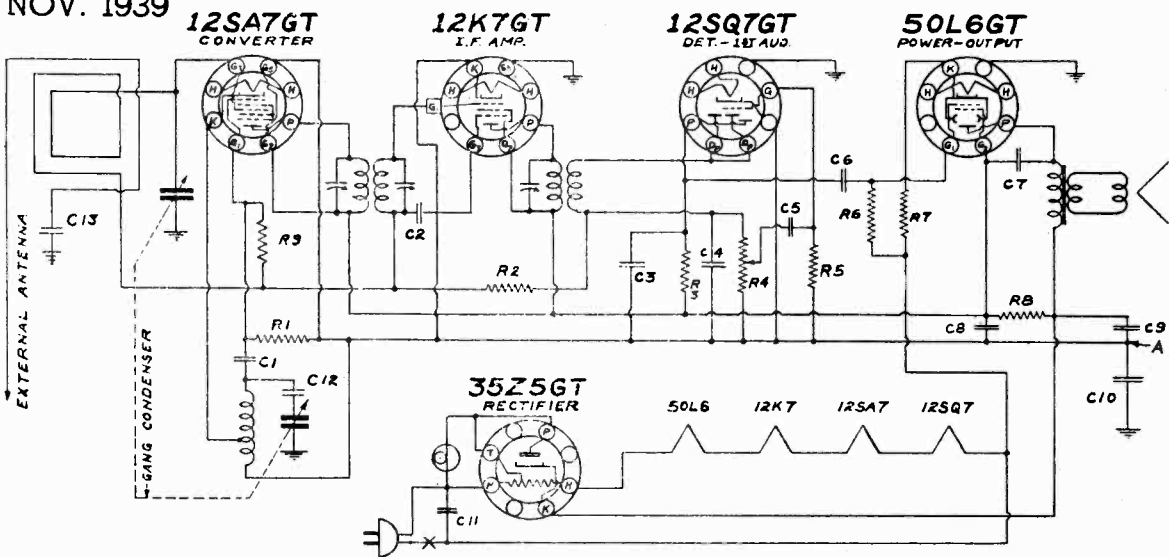 NOV. 1939
12SA7GT 12K7GT 12SQ7GT 50L6GT
CONVERTER I.F. AMP. DET.-1ST AUD. POWER-OUTPUT
EXTERNAL ANTENNA
C13
GANG CONDENSER
R9
R1
C1
C12
C2
R2
C3
R3
C4
R4
C5
R5
C6
R6
R7
C7
C8
R8
C9
A
C10
35Z5GT
RECTIFIER
C11
50L6 12K7 12SA7 12SQ7